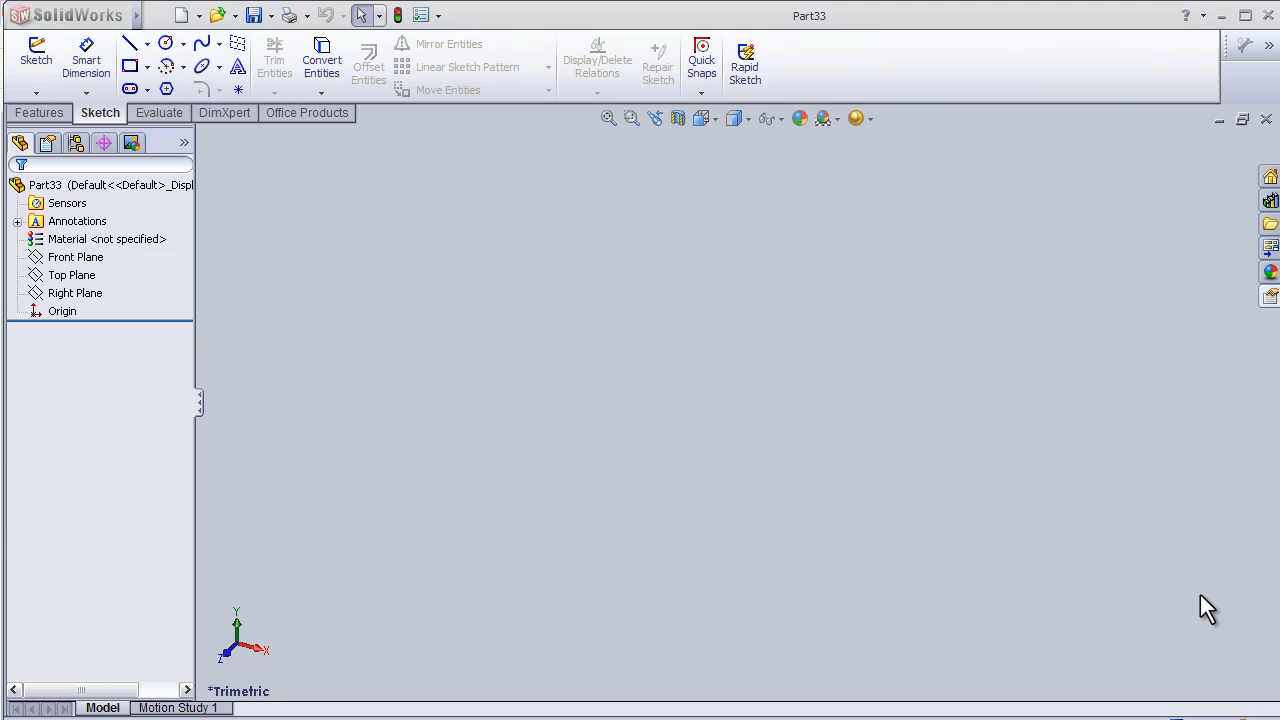 SolidWorks
Part33
?
Sketch
Smart
Dimension
Trim
Entities
Convert
Entities
Offset
Entities
Mirror Entities
Linear Sketch Pattern
Move Entities
Display/Delete
Relations
Repair
Sketch
Quick
Snaps
Rapid
Sketch
Features
Sketch
Evaluate
DimXpert
Office Products
Part33 (Default<<Default>_Displ
Sensors
Annotations
Material <not specified>
Front Plane
Top Plane
Right Plane
Origin
Y
X
Z
*Trimetric
Model
Motion Study 1